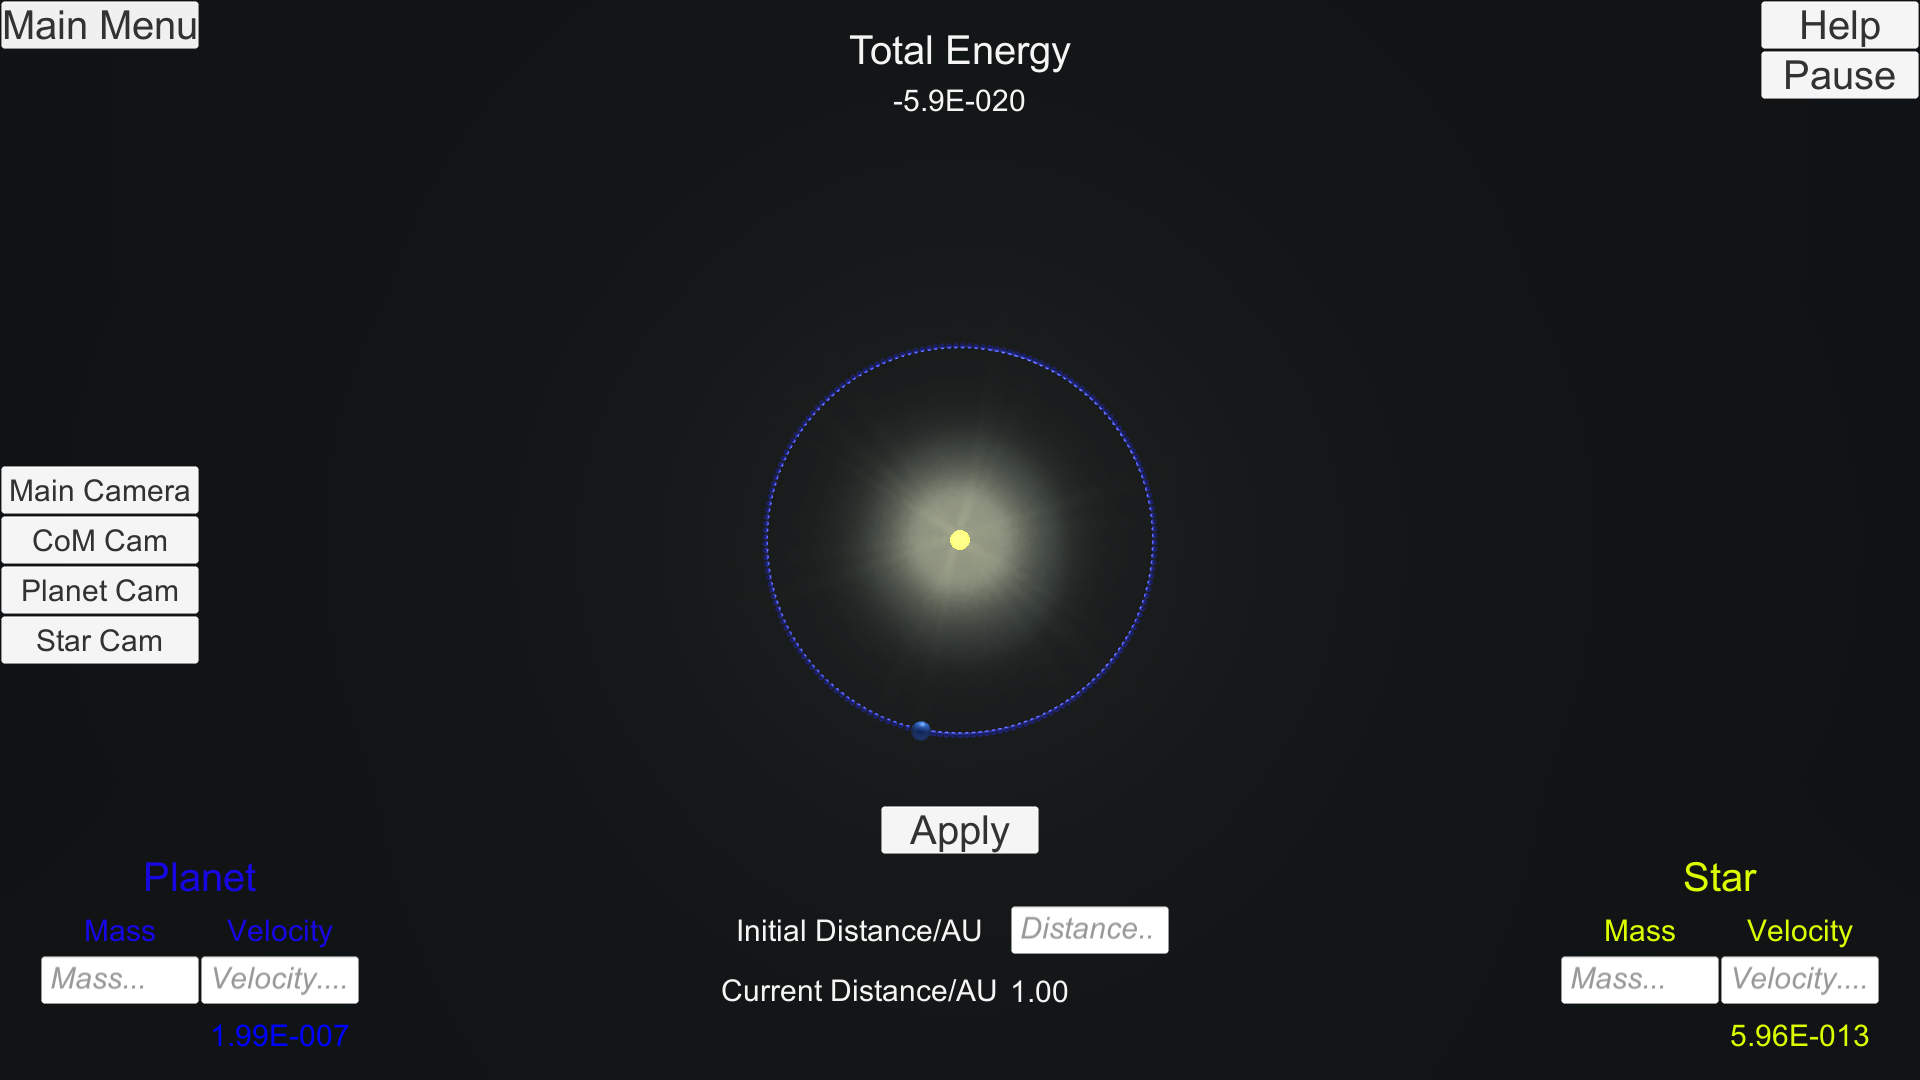 Main Menu
Help
Pause
Total Energy
-5.9E-020
Main Camera
CoM Cam
Planet Cam
Star Cam
Apply
Planet
Mass Velocity
Mass... Velocity....
1.99E-007
Initial Distance/AU Distance..
Current Distance/AU 1.00
Star
Mass Velocity
Mass... Velocity....
5.96E-013